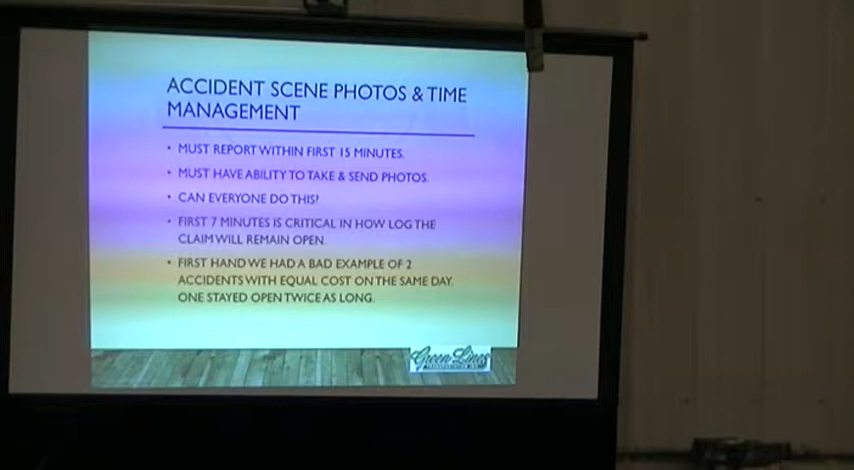 ACCIDENT SCENE PHOTOS & TIME
MANAGEMENT
• MUST REPORT WITHIN FIRST 15 MINUTES.
• MUST HAVE ABILITY TO TAKE & SEND PHOTOS.
• CAN EVERYONE DO THIS?
• FIRST 7 MINUTES IS CRITICAL IN HOW LOG THE
CLAIM WILL REMAIN OPEN.
• FIRST HAND WE HAD A BAD EXAMPLE OF 2
ACCIDENTS WITH EQUAL COST ON THE SAME DAY.
ONE STAYED OPEN TWICE AS LONG.
Green Lines